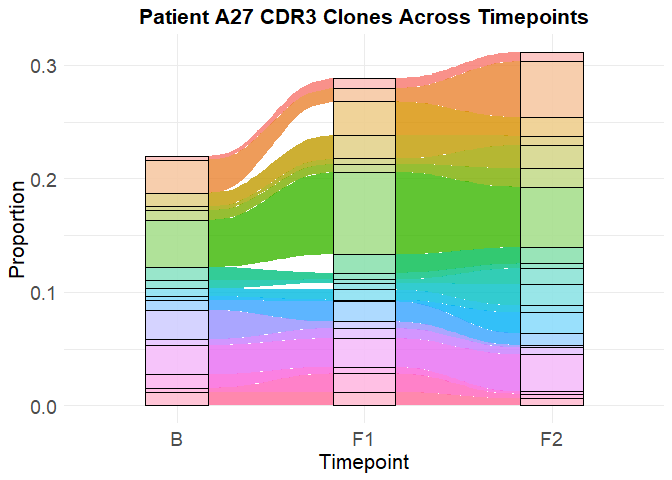 Patient A27 CDR3 Clones Across Timepoints
0.3
0.2
0.1
0.0
Proportion
B F1 F2
Timepoint